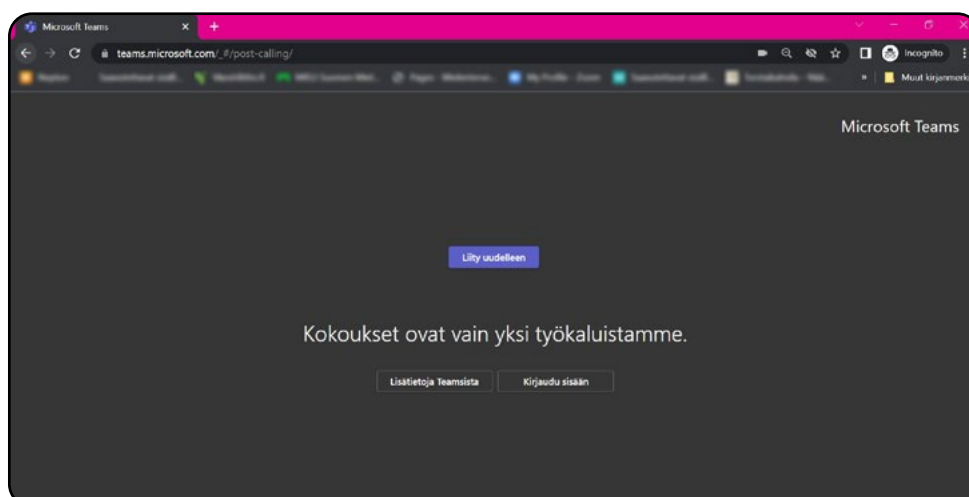 Microsoft Teams
teams.microsoft.com/_#/post-calling/
Incognito
Muut kirjanmerki
Microsoft Teams
Liity uudelleen
Kokoukset ovat vain yksi työkaluistamme.
Lisätietoja Teamsista
Kirjaudu sisään